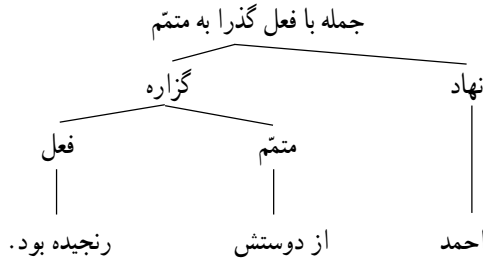 جمله با فعل گذرا به متمّم
نهاد گزاره
متمّم فعل
احمد از دوستش رنجیده بود.